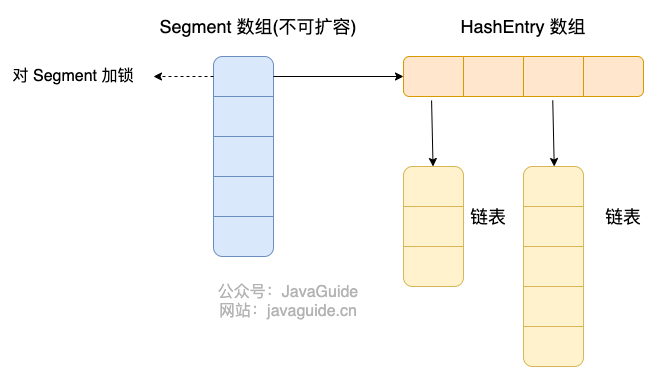 Segment 数组(不可扩容)
HashEntry 数组
对 Segment 加锁
链表
链表
公众号：JavaGuide
网站：javaguide.cn